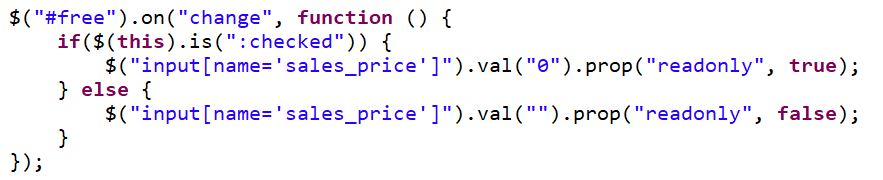 $("#free").on("change", function () {
    if($(this).is(":checked")) {
        $("input[name='sales_price']").val("0").prop("readonly", true);
    } else {
        $("input[name='sales_price']").val("").prop("readonly", false);
    }
});